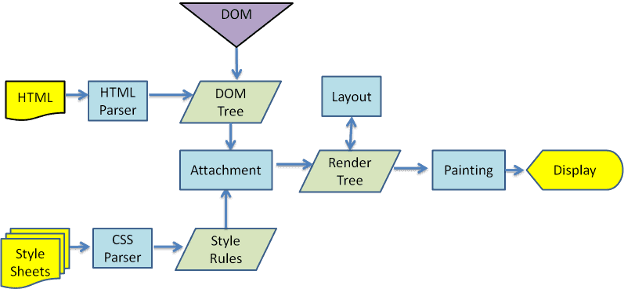 DOM
HTML
HTML
Parser
DOM
Tree
Layout
Attachment
Render
Tree
Painting
Display
Style
Sheets
CSS
Parser
Style
Rules